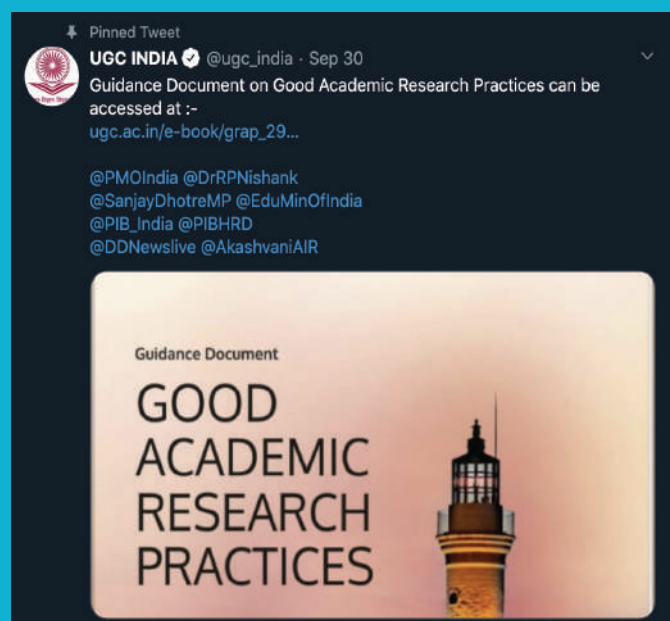 Pinned Tweet
UGC INDIA @ugc_india · Sep 30
Guidance Document on Good Academic Research Practices can be
accessed at :-
ugc.ac.in/e-book/grap_29...
@PMOIndia @DrRPNishank
@SanjayDhotreMP @EduMinOfIndia
@PIB_India @PIBHRD
@DDNewslive @AkashvaniAIR
Guidance Document
GOOD
ACADEMIC
RESEARCH
PRACTICES